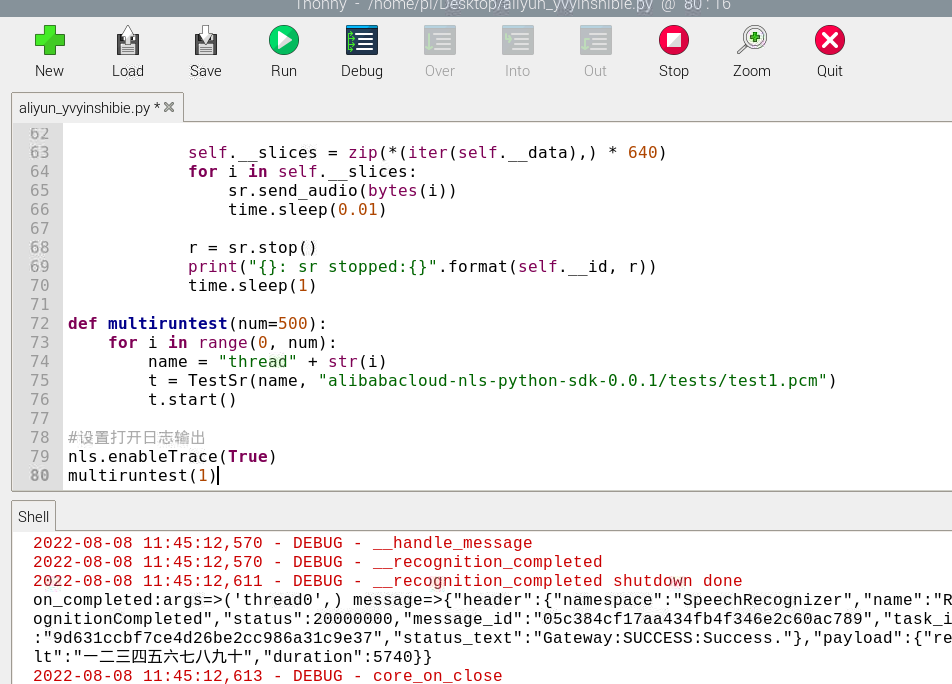 Thonny - /home/pi/Desktop/aliyun_yvyinshibie.py @ 80 : 16
New Load Save Run Debug Over Into Out Stop Zoom Quit
aliyun_yvyinshibie.py *
62
63 self.__slices = zip(*(iter(self.__data),) * 640)
64 for i in self.__slices:
65 sr.send_audio(bytes(i))
66 time.sleep(0.01)
67
68 r = sr.stop()
69 print("{}: sr stopped:{}".format(self.__id, r))
70 time.sleep(1)
71
72 def multiruntest(num=500):
73 for i in range(0, num):
74 name = "thread" + str(i)
75 t = TestSr(name, "alibabacloud-nls-python-sdk-0.0.1/tests/test1.pcm")
76 t.start()
77
78 #设置打开日志输出
79 nls.enableTrace(True)
80 multiruntest(1)
Shell
2022-08-08 11:45:12,570 - DEBUG - __handle_message
2022-08-08 11:45:12,570 - DEBUG - __recognition_completed
2022-08-08 11:45:12,611 - DEBUG - __recognition_completed shutdown done
on_completed:args=>('thread0',) message=>{"header":{"namespace":"SpeechRecognizer","name":"R
ognitionCompleted","status":20000000,"message_id":"05c384cf17aa434fb4f346e2c60ac789","task_i
:"9d631ccbf7ce4d26be2cc986a31c9e37","status_text":"Gateway:SUCCESS:Success."},"payload":{"re
lt":"一二三四五六七八九十","duration":5740}}
2022-08-08 11:45:12,613 - DEBUG - core_on_close